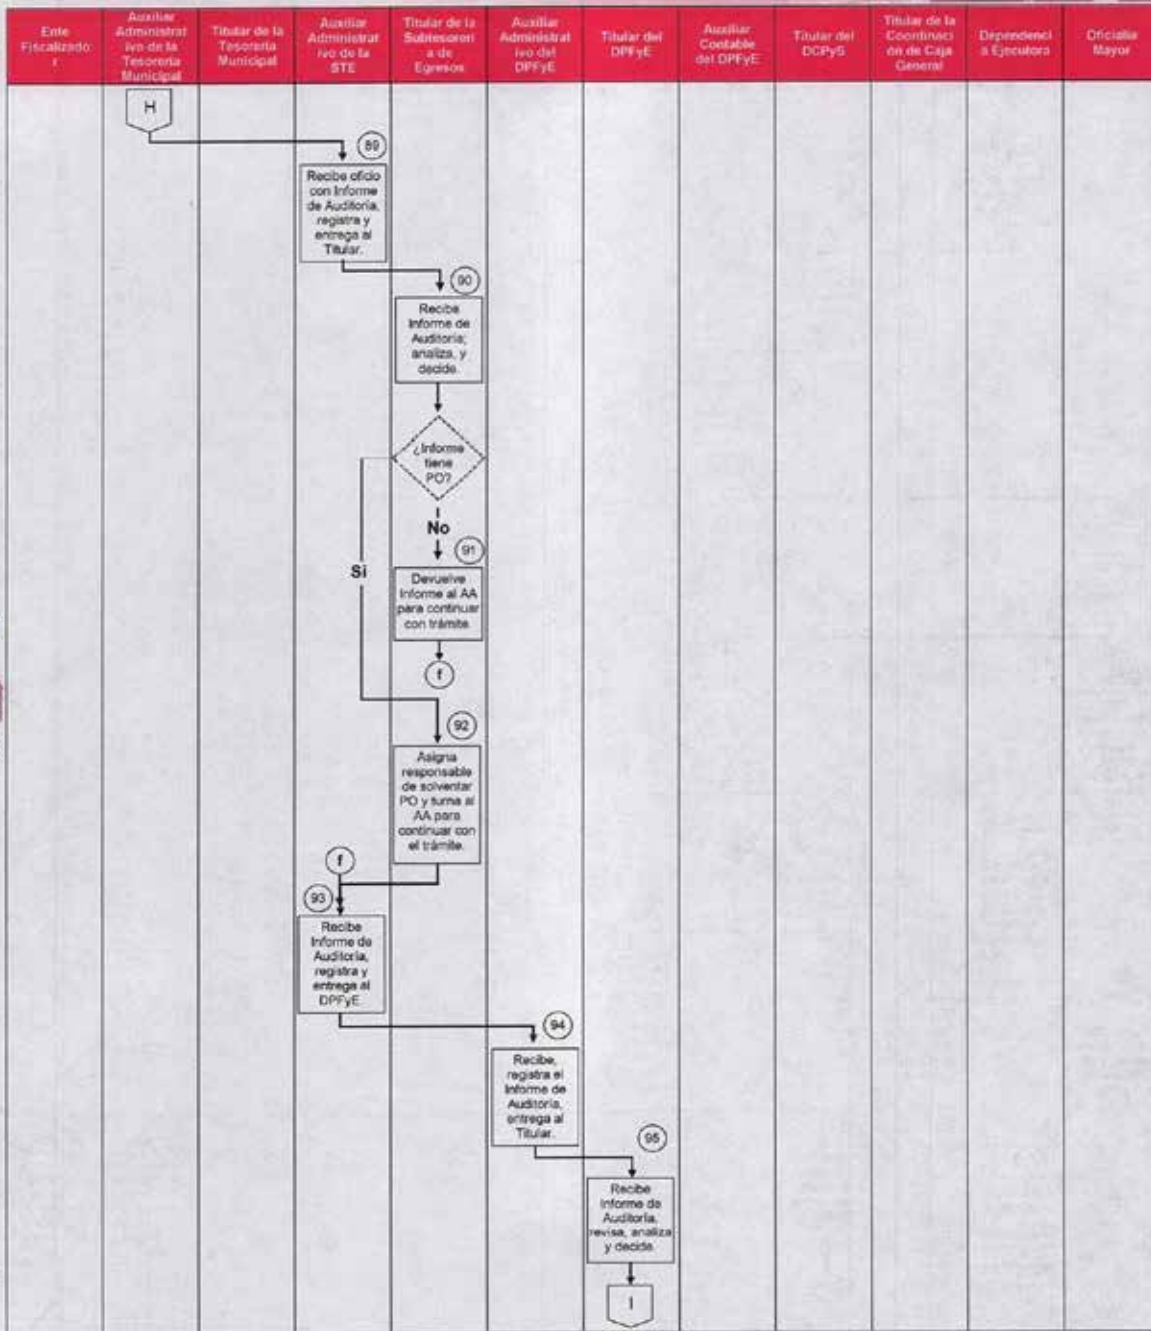 Ente
Fiscalizado
r
Auxiliar
Administrat
ivo de la
Tesorería
Municipal
Titular de la
Tesorería
Municipal
Auxiliar
Administrat
ivo de la
STE
Titular de la
Subtesorerí
a de
Egresos
Auxiliar
Administrat
ivo del
DPFyE
Titular del
DPFyE
Auxiliar
Contable
del DPFyE
Titular del
DCPyS
Titular de la
Coordinaci
ón de Caja
General
Dependenci
a Ejecutora
Oficialía
Mayor
H
89
Recibe oficio
con Informe
de Auditoría,
registra y
entrega al
Titular.
90
Recibe
Informe de
Auditoría;
analiza, y
decide.
¿Informe
tiene
PO?
No
Si
91
Devuelve
Informe al AA
para continuar
con trámite.
f
92
Asigna
responsable
de solventar
PO y turna al
AA para
continuar con
el trámite.
f
93
Recibe
Informe de
Auditoría,
registra y
entrega al
DPFyE
94
Recibe,
registra el
Informe de
Auditoría,
entrega al
Titular.
95
Recibe
Informe de
Auditoría,
revisa, analiza
y decide.
I